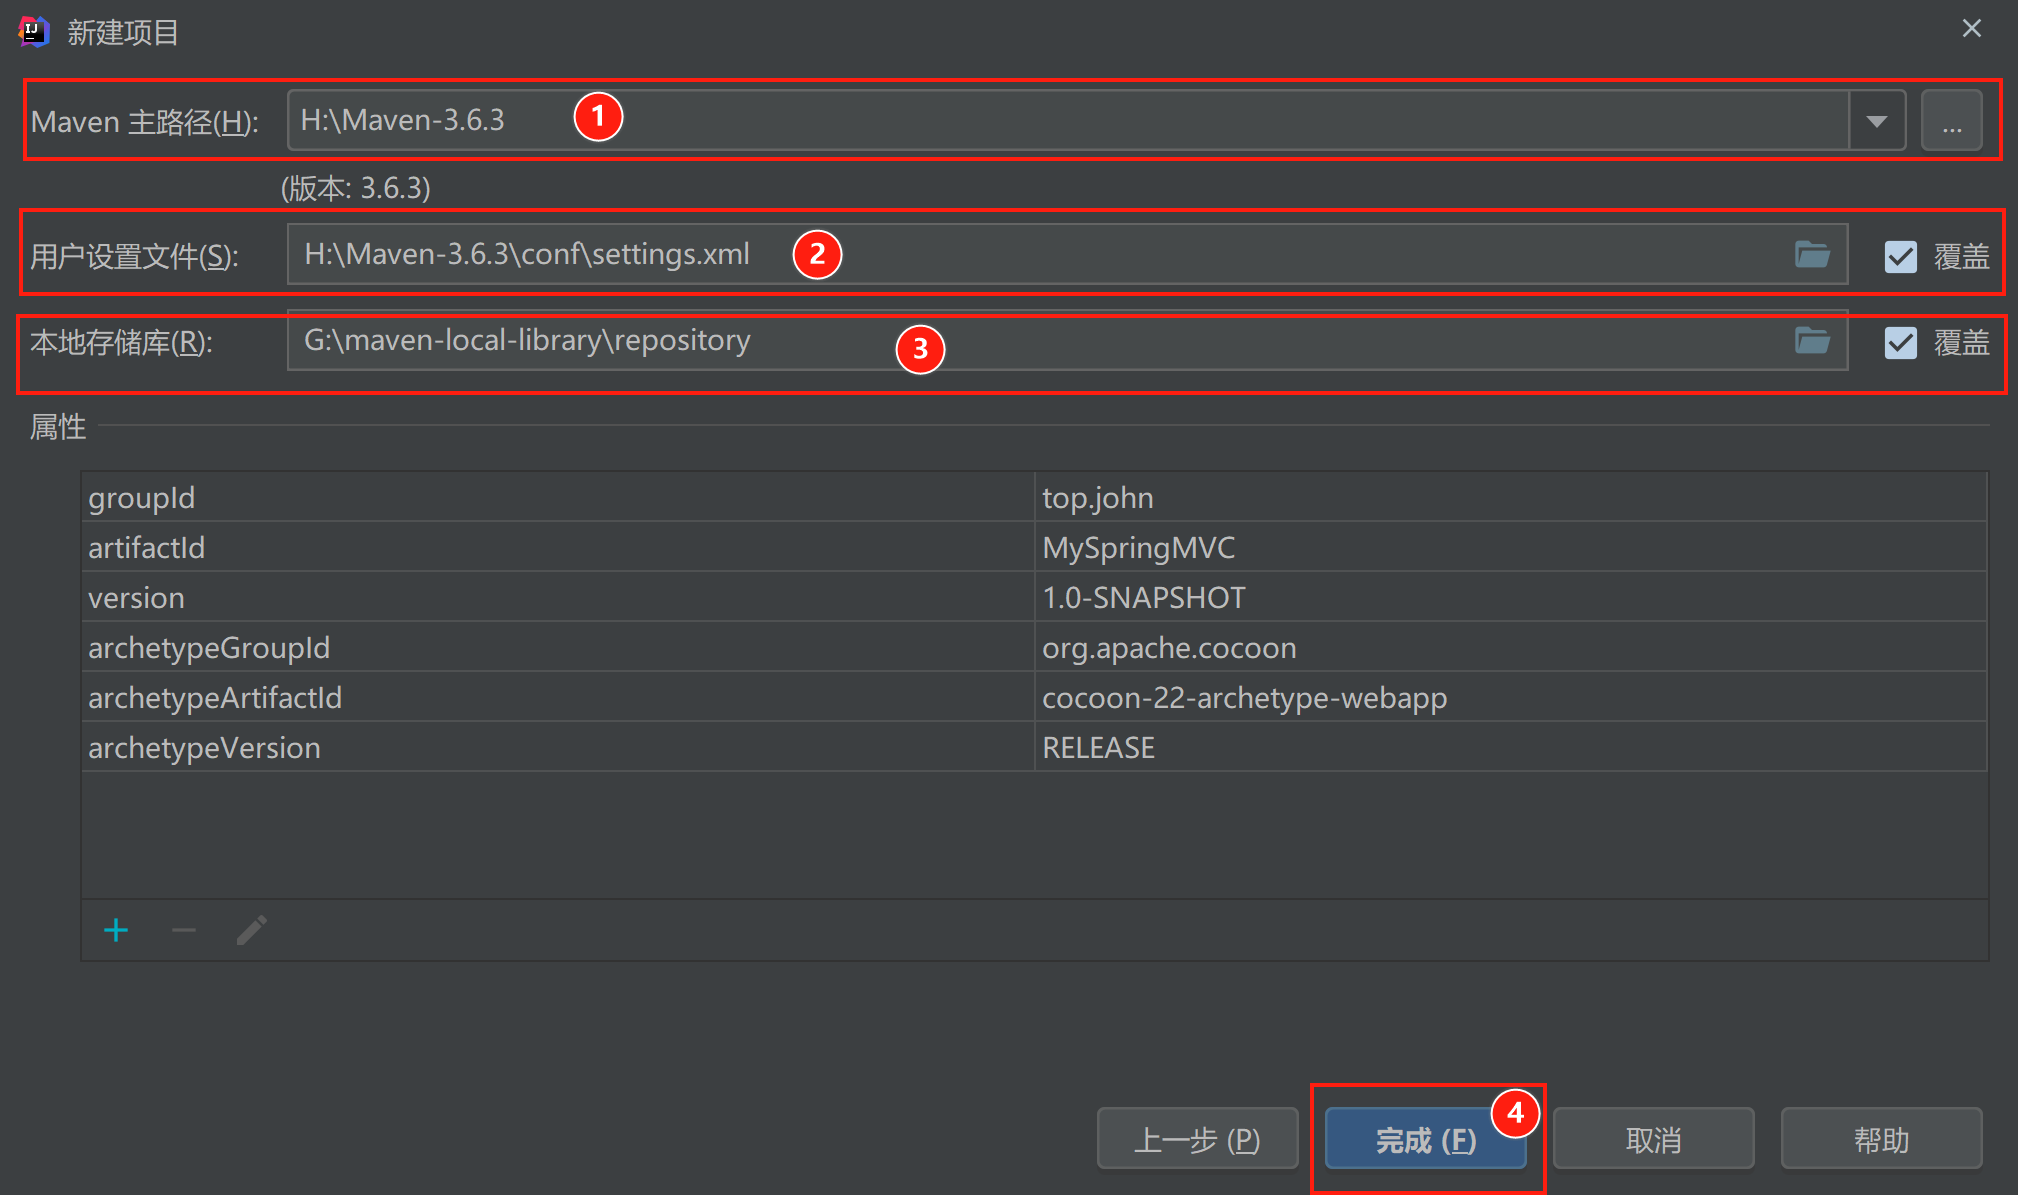 IJ 新建项目
Maven 主路径(H): H:\Maven-3.6.3 1 ...
(版本: 3.6.3)
用户设置文件(S): H:\Maven-3.6.3\conf\settings.xml 2 覆盖
本地存储库(R): G:\maven-local-library\repository 3 覆盖
属性
groupId top.john
artifactId MySpringMVC
version 1.0-SNAPSHOT
archetypeGroupId org.apache.cocoon
archetypeArtifactId cocoon-22-archetype-webapp
archetypeVersion RELEASE
上一步 (P) 完成 (F) 4 取消 帮助